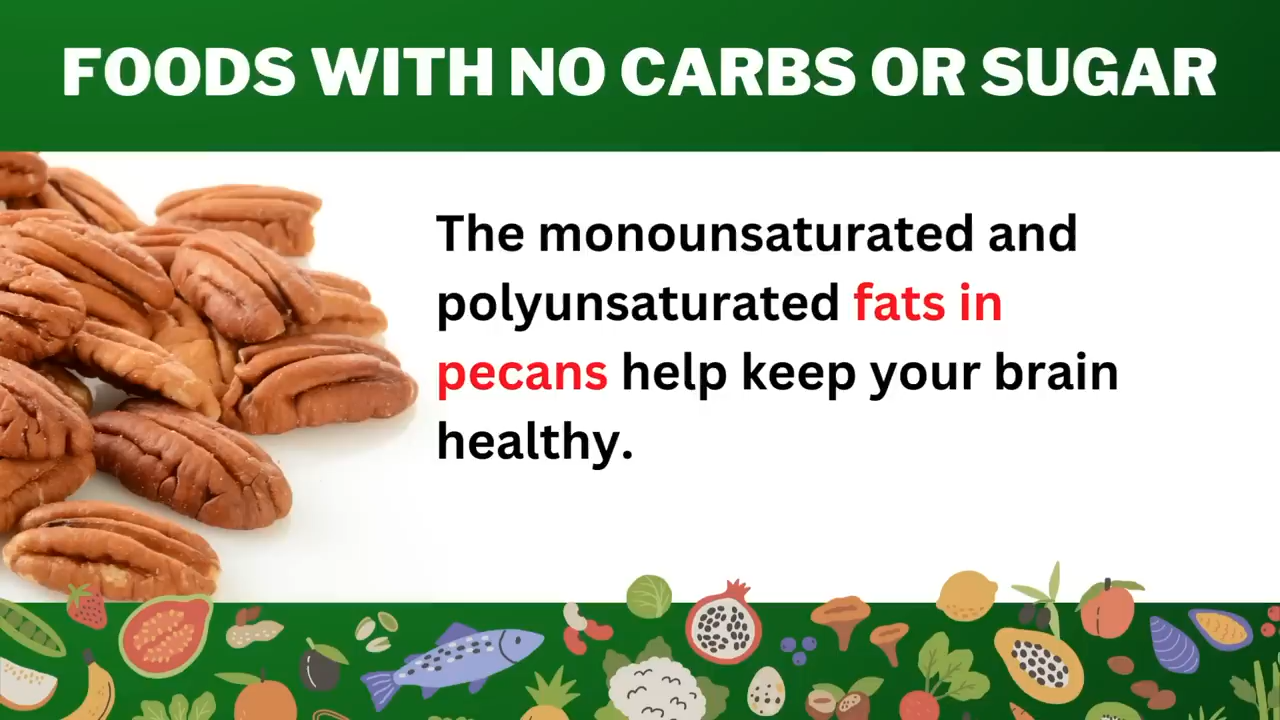 FOODS WITH NO CARBS OR SUGAR
The monounsaturated and
polyunsaturated fats in
pecans help keep your brain
healthy.